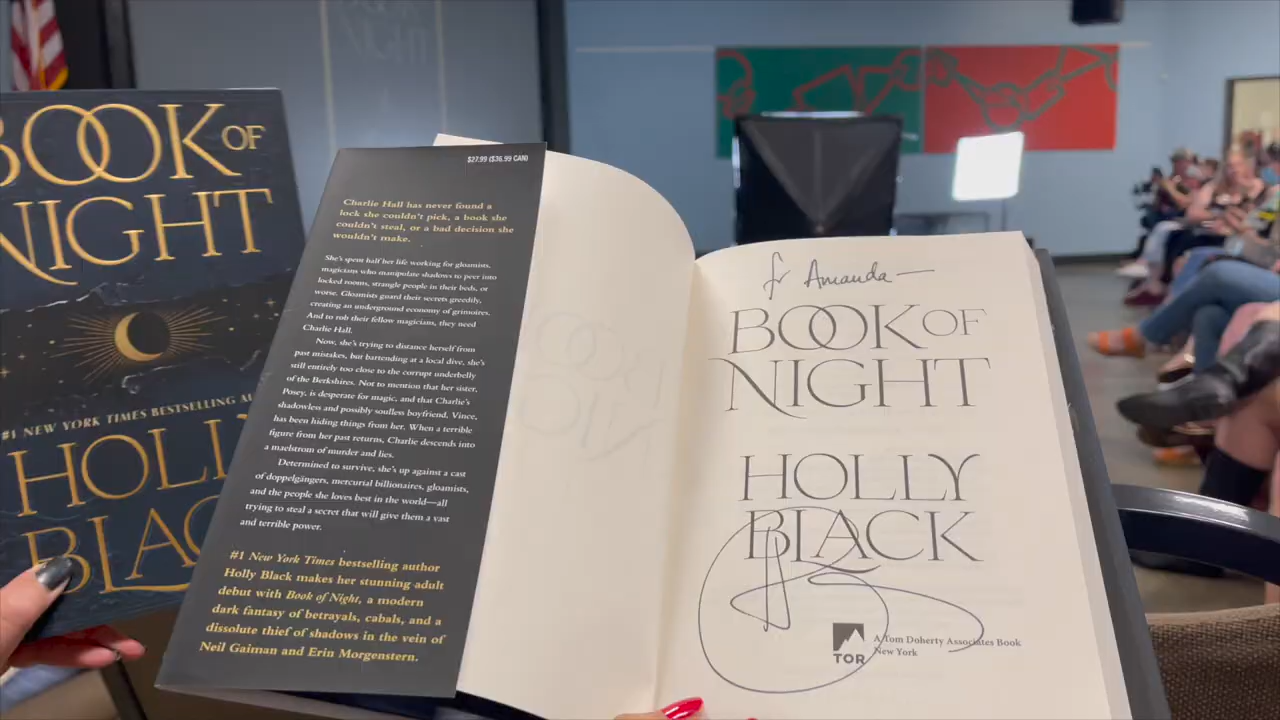 BOOK OF
NIGHT
#1 NEW YORK TIMES BESTSELLING
HOLLY
BLACK
$27.99 ($36.99 CAN)
Charlie Hall has never found a
lock she couldn't pick, a book she
couldn't steal, or a bad decision she
wouldn't make.
She's spent half her life working for gloamists,
magicians who manipulate shadows to peer into
locked rooms, strangle people in their beds, or
worse. Gloamists guard their secrets greedily,
creating an underground economy of grimoires.
And to rob their fellow magicians, they need
Charlie Hall.
Now, she's trying to distance herself from
past mistakes, but bartending at a local dive, she's
still entirely too close to the corrupt underbelly
of the Berkshires. Not to mention that her sister,
Posey, is desperate for magic, and that Charlie's
shadowless and possibly soulless boyfriend, Vince,
has been hiding things from her. When a terrible
figure from her past returns, Charlie descends into
a maelstrom of murder and lies.
Determined to survive, she's up against a cast
of doppelgängers, mercurial billionaires, gloamists,
and the people she loves best in the world—all
trying to steal a secret that will give them a vast
and terrible power.
#1 New York Times bestselling author
Holly Black makes her stunning adult
debut with Book of Night, a modern
dark fantasy of betrayals, cabals, and a
dissolute thief of shadows in the vein of
Neil Gaiman and Erin Morgenstern.
fr Amanda —
BOOK OF
NIGHT
HOLLY
BLACK
TOR
A Tom Doherty Associates Book
New York